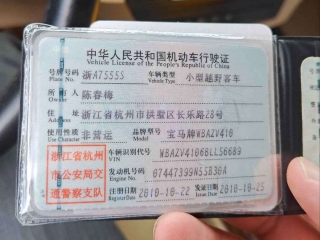 中华人民共和国机动车行驶证
Vehicle License of the People's Republic of China
号牌号码 浙A7555S 车辆类型 小型越野客车
Plate No. Vehicle Type
所有人 陈春梅
Owner
住址 浙江省杭州市拱墅区长乐路28号
Address
使用性质 非营运 品牌型号 宝马牌WBAZV410
Use Character Model
浙江省杭州 车辆识别代号 WBAZV4106BLL56689
VIN
市公安局交 发动机号码 07447399N55B30A
Engine No.
通警察支队 注册日期 2010-10-22 发证日期 2010-10-25
Register Date Issue Date